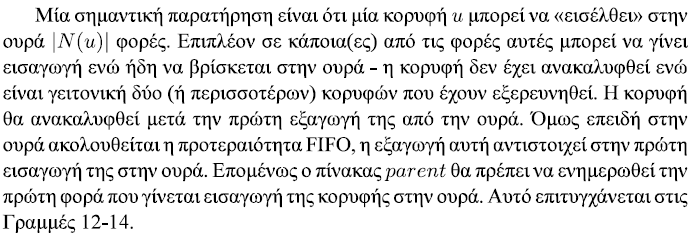 Μία σημαντική παρατήρηση είναι ότι μία κορυφή u μπορεί να «εισέλθει» στην
ουρά |N(u)| φορές. Επιπλέον σε κάποια(ες) από τις φορές αυτές μπορεί να γίνει
εισαγωγή ενώ ήδη να βρίσκεται στην ουρά - η κορυφή δεν έχει ανακαλυφθεί ενώ
είναι γειτονική δύο (ή περισσοτέρων) κορυφών που έχουν εξερευνηθεί. Η κορυφή
θα ανακαλυφθεί μετά την πρώτη εξαγωγή της από την ουρά. Όμως επειδή στην
ουρά ακολουθείται η προτεραιότητα FIFO, η εξαγωγή αυτή αντιστοιχεί στην πρώτη
εισαγωγή της στην ουρά. Επομένως ο πίνακας parent θα πρέπει να ενημερωθεί την
πρώτη φορά που γίνεται εισαγωγή της κορυφής στην ουρά. Αυτό επιτυγχάνεται στις
Γραμμές 12-14.